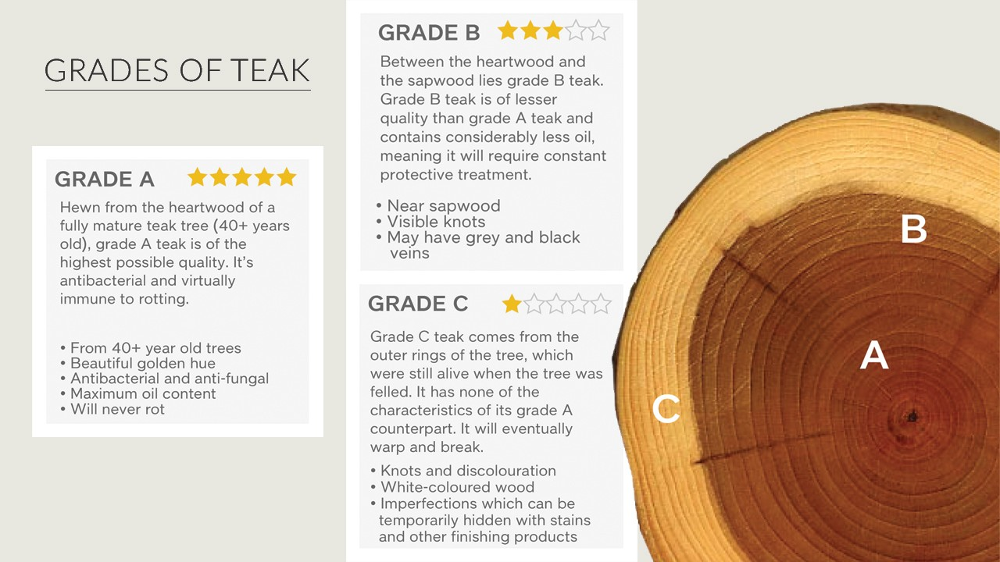 GRADES OF TEAK
GRADE A
Hewn from the heartwood of a
fully mature teak tree (40+ years
old), grade A teak is of the
highest possible quality. It’s
antibacterial and virtually
immune to rotting.
• From 40+ year old trees
• Beautiful golden hue
• Antibacterial and anti-fungal
• Maximum oil content
• Will never rot
GRADE B
Between the heartwood and
the sapwood lies grade B teak.
Grade B teak is of lesser
quality than grade A teak and
contains considerably less oil,
meaning it will require constant
protective treatment.
• Near sapwood
• Visible knots
• May have grey and black
veins
GRADE C
Grade C teak comes from the
outer rings of the tree, which
were still alive when the tree was
felled. It has none of the
characteristics of its grade A
counterpart. It will eventually
warp and break.
• Knots and discolouration
• White-coloured wood
• Imperfections which can be
temporarily hidden with stains
and other finishing products
B
A
C